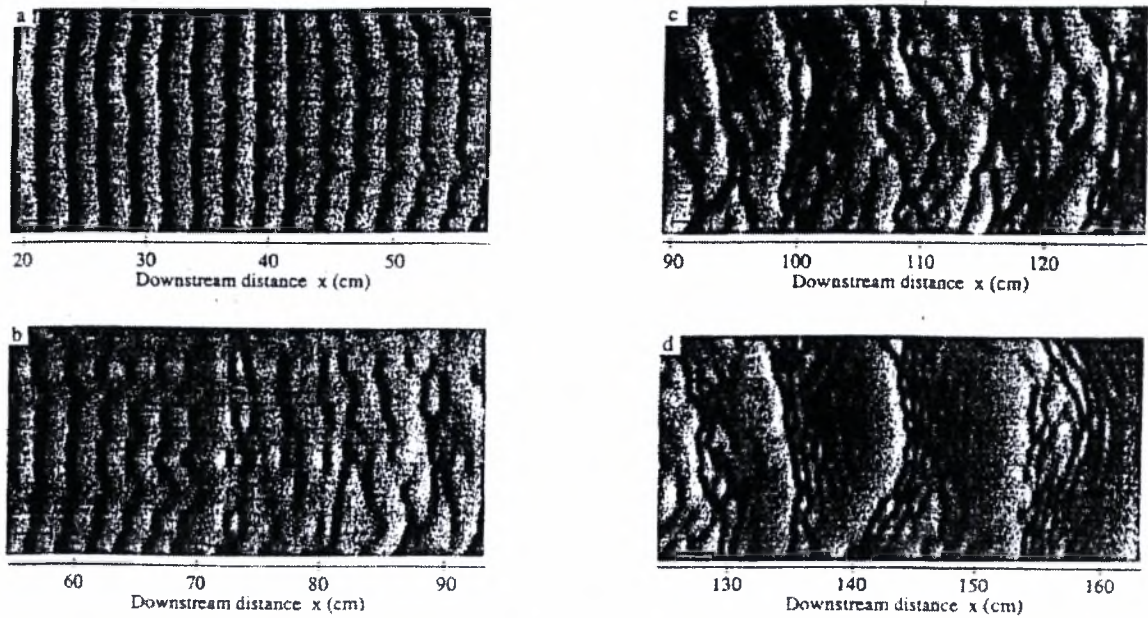 a
20 30 40 50
Downstream distance x (cm)
b
60 70 80 90
Downstream distance x (cm)
c
90 100 110 120
Downstream distance x (cm)
d
130 140 150 160
Downstream distance x (cm)